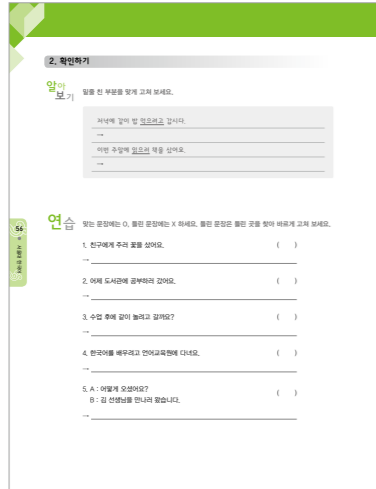 2. 확인하기
알아보기
밑줄 친 부분을 맞게 고쳐 보세요.
저녁에 같이 밥 먹으려고 갑시다.
→
이번 주말에 읽으러 책을 샀어요.
→
연습
맞는 문장에는 O, 틀린 문장에는 X 하세요. 틀린 문장은 틀린 곳을 찾아 바르게 고쳐 보세요.
1. 친구에게 주러 꽃을 샀어요. ( )
→
2. 어제 도서관에 공부하러 갔어요. ( )
→
3. 수업 후에 같이 놀려고 갈까요? ( )
→
4. 한국어를 배우려고 언어교육원에 다녀요. ( )
→
5. A : 어떻게 오셨어요?
B : 김 선생님을 만나러 왔습니다. ( )
→
56